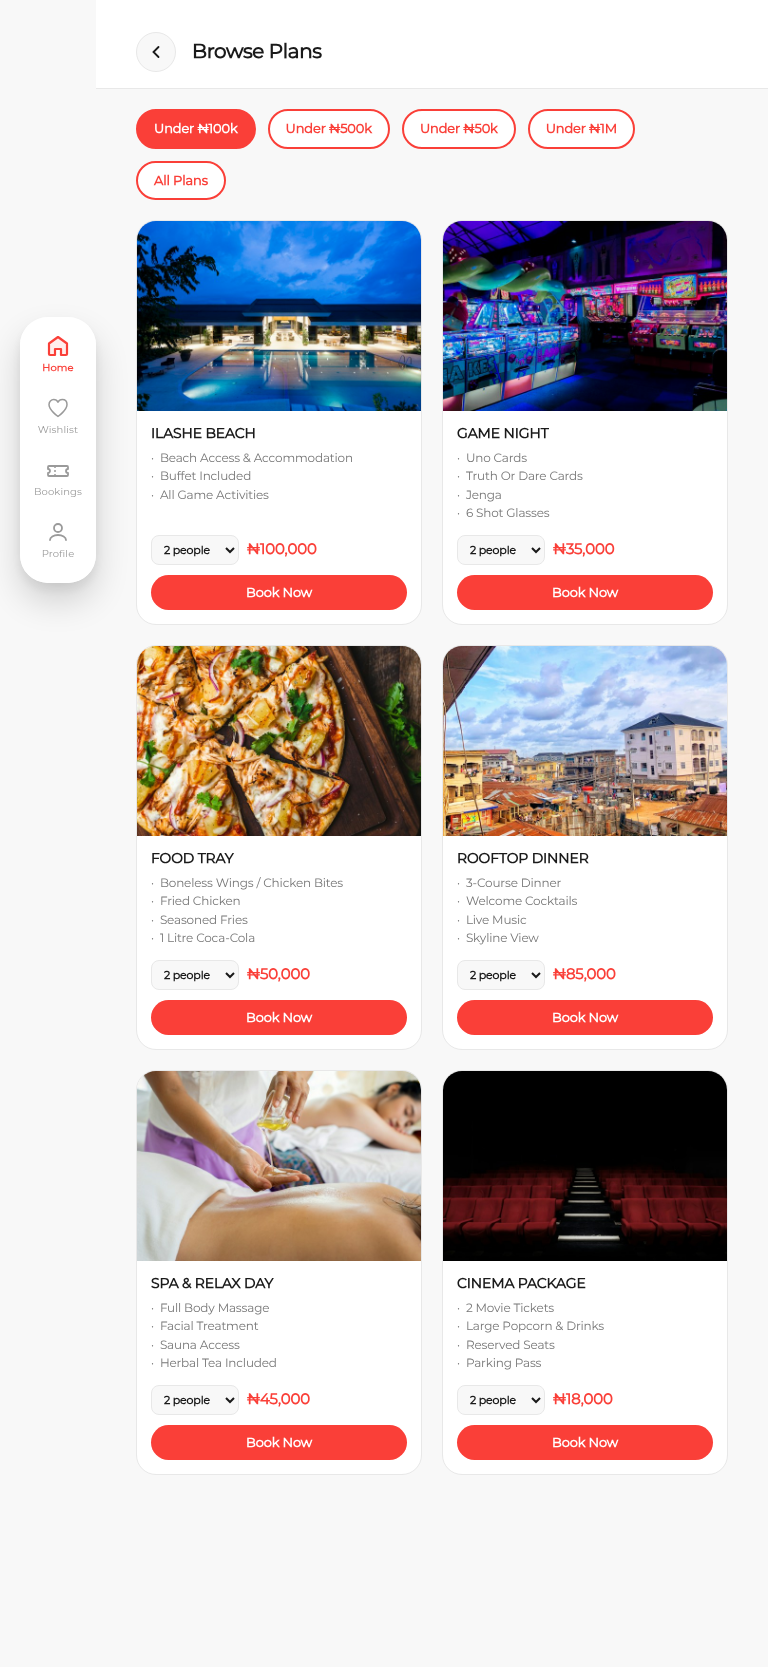 Browse Plans
Under ₦100k
Under ₦500k
Under ₦50k
Under ₦1M
All Plans
Home
Wishlist
Bookings
Profile
ILASHE BEACH
· Beach Access & Accommodation
· Buffet Included
· All Game Activities
2 people ₦100,000
Book Now
GAME NIGHT
· Uno Cards
· Truth Or Dare Cards
· Jenga
· 6 Shot Glasses
2 people ₦35,000
Book Now
FOOD TRAY
· Boneless Wings / Chicken Bites
· Fried Chicken
· Seasoned Fries
· 1 Litre Coca-Cola
2 people ₦50,000
Book Now
ROOFTOP DINNER
· 3-Course Dinner
· Welcome Cocktails
· Live Music
· Skyline View
2 people ₦85,000
Book Now
SPA & RELAX DAY
· Full Body Massage
· Facial Treatment
· Sauna Access
· Herbal Tea Included
2 people ₦45,000
Book Now
CINEMA PACKAGE
· 2 Movie Tickets
· Large Popcorn & Drinks
· Reserved Seats
· Parking Pass
2 people ₦18,000
Book Now